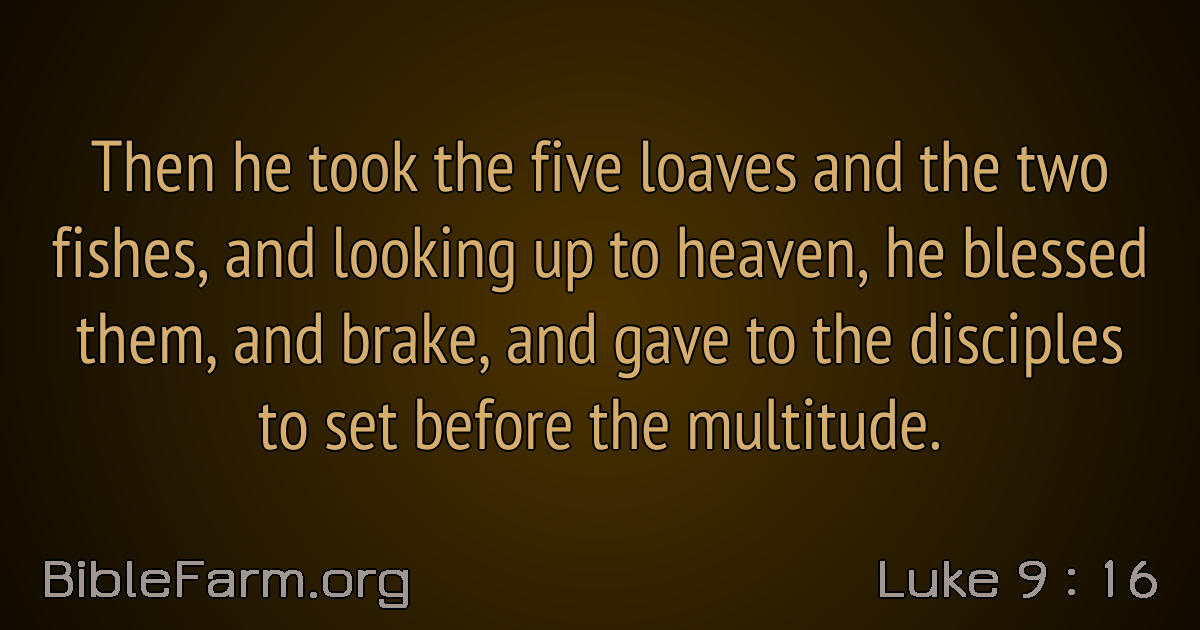 Then he took the five loaves and the two
fishes, and looking up to heaven, he blessed
them, and brake, and gave to the disciples
to set before the multitude.
BibleFarm.org
Luke 9 : 16